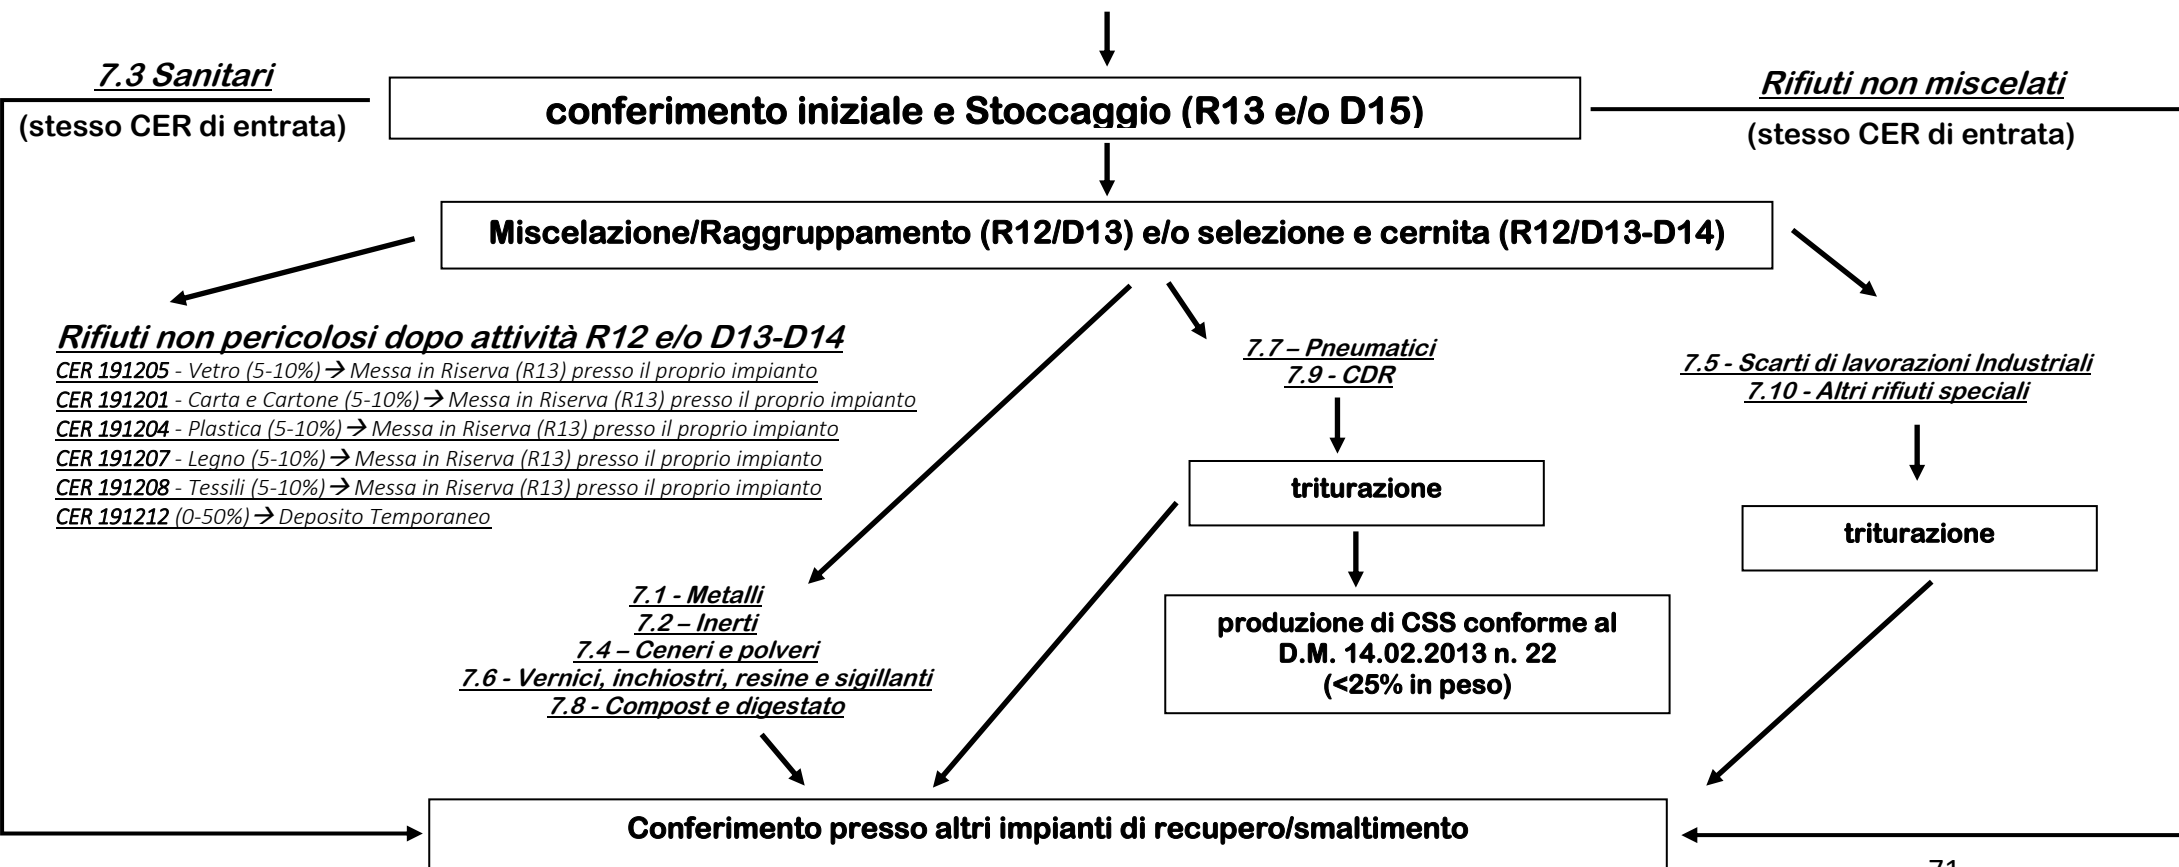 7.3 Sanitari
(stesso CER di entrata)
conferimento iniziale e Stoccaggio (R13 e/o D15)
Rifiuti non miscelati
(stesso CER di entrata)
Miscelazione/Raggruppamento (R12/D13) e/o selezione e cernita (R12/D13-D14)
Rifiuti non pericolosi dopo attività R12 e/o D13-D14
CER 191205 - Vetro (5-10%)→ Messa in Riserva (R13) presso il proprio impianto
CER 191201 - Carta e Cartone (5-10%)→ Messa in Riserva (R13) presso il proprio impianto
CER 191204 - Plastica (5-10%)→ Messa in Riserva (R13) presso il proprio impianto
CER 191207 - Legno (5-10%)→ Messa in Riserva (R13) presso il proprio impianto
CER 191208 - Tessili (5-10%)→ Messa in Riserva (R13) presso il proprio impianto
CER 191212 (0-50%)→ Deposito Temporaneo
7.7 – Pneumatici
7.9 - CDR
triturazione
produzione di CSS conforme al
D.M. 14.02.2013 n. 22
(<25% in peso)
7.5 - Scarti di lavorazioni Industriali
7.10 - Altri rifiuti speciali
triturazione
7.1 - Metalli
7.2 – Inerti
7.4 – Ceneri e polveri
7.6 - Vernici, inchiostri, resine e sigillanti
7.8 - Compost e digestato
Conferimento presso altri impianti di recupero/smaltimento
71